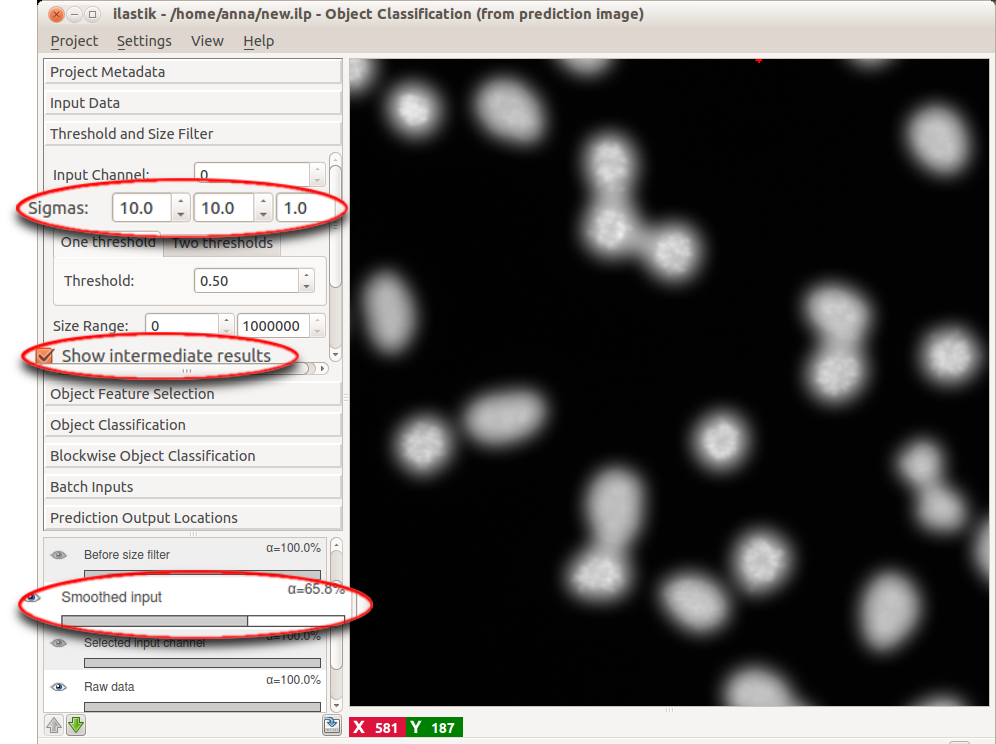 ilastik - /home/anna/new.ilp - Object Classification (from prediction image)
Project Settings View Help
Project Metadata
Input Data
Threshold and Size Filter
Input Channel: 0
Sigmas: 10.0 10.0 1.0
One threshold Two thresholds
Threshold: 0.50
Size Range: 0 1000000
Show intermediate results
Object Feature Selection
Object Classification
Blockwise Object Classification
Batch Inputs
Prediction Output Locations
Before size filter α=100.0%
Smoothed input α=65.8%
Selected input channel α=100.0%
Raw data α=100.0%
X 581 Y 187